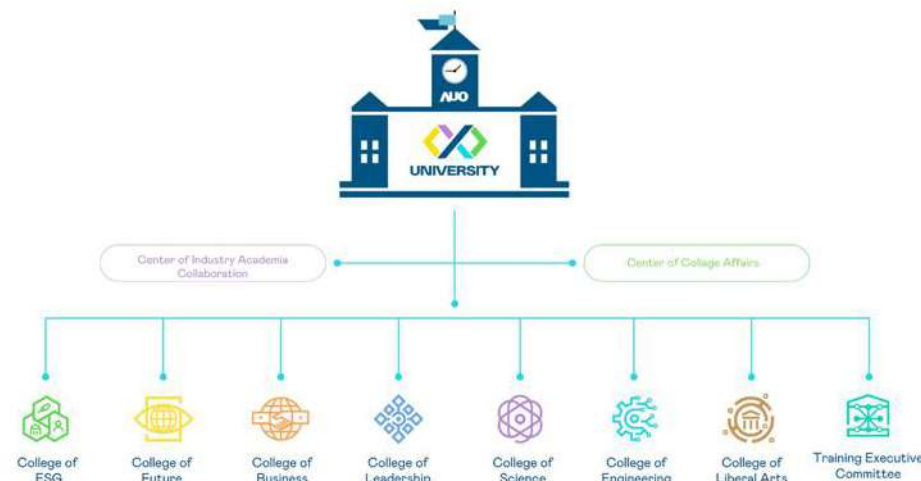 AUO
UNIVERSITY
Center of Industry Academia
Collaboration
Center of Collage Affairs
College of
ESG
College of
Future
College of
Business
College of
Leadership
College of
Science
College of
Engineering
College of
Liberal Arts
Training Executive
Committee